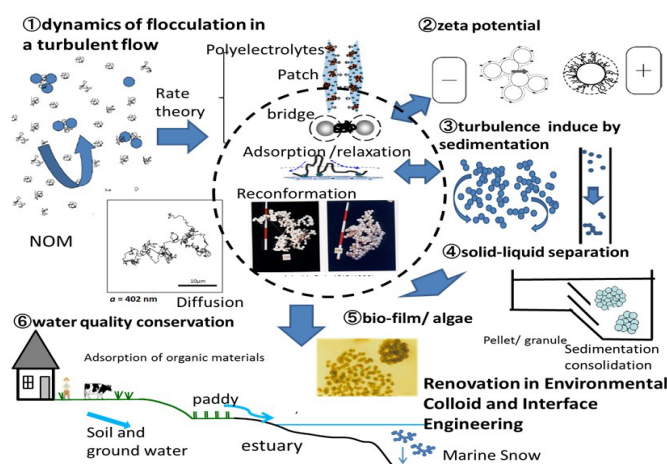 ①dynamics of flocculation in
a turbulent flow
Rate
theory
NOM
a = 402 nm
10μm
Diffusion
Polyelectrolytes
Patch
bridge
Adsorption /relaxation
Reconformation
②zeta potential
−
+
③turbulence induce by
sedimentation
④solid-liquid separation
Pellet/ granule
Sedimentation
consolidation
⑤bio-film/ algae
⑥water quality conservation
Adsorption of organic materials
paddy
Soil and
ground water
estuary
Renovation in Environmental
Colloid and Interface
Engineering
Marine Snow